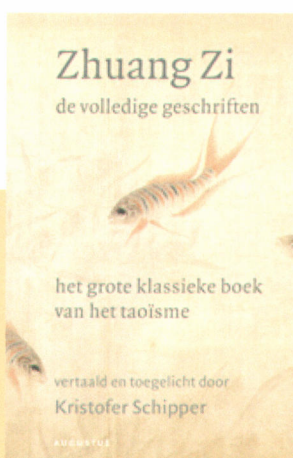 Zhuang Zi
de volledige geschriften
het grote klassieke boek
van het taoïsme
vertaald en toegelicht door
Kristofer Schipper
AUGUSTUS